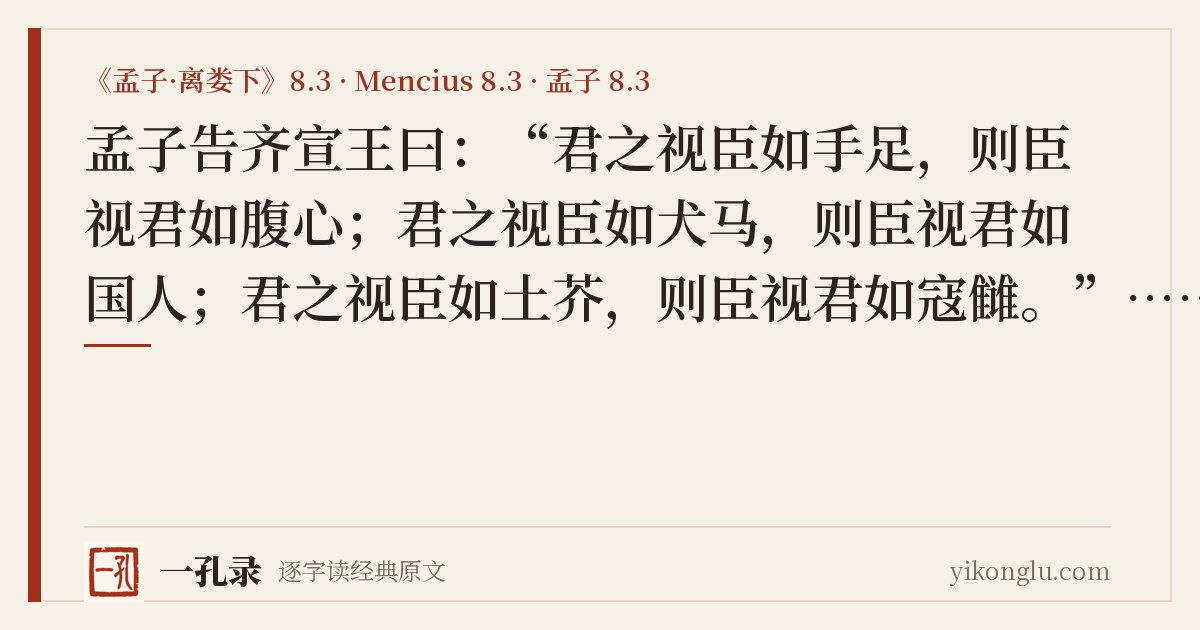 《孟子·离娄下》8.3 · Mencius 8.3 · 孟子 8.3
孟子告齐宣王曰：“君之视臣如手足，则臣
视君如腹心；君之视臣如犬马，则臣视君如
国人；君之视臣如土芥，则臣视君如寇雠。”……
一孔
一孔录 逐字读经典原文
yikonglu.com